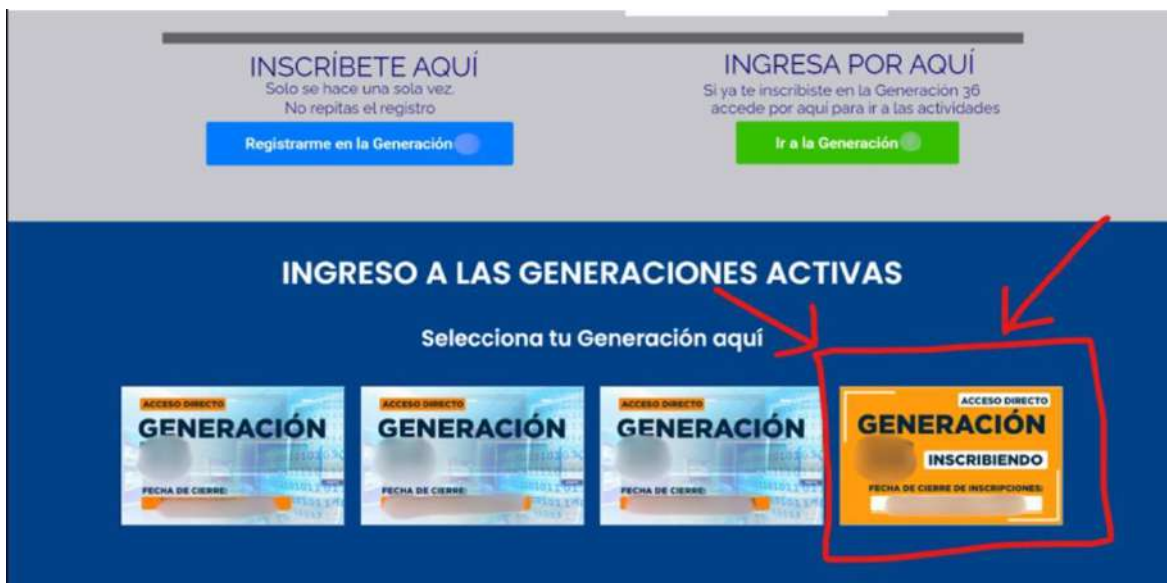 INSCRÍBETE AQUÍ
Solo se hace una sola vez.
No repitas el registro
Registrarme en la Generación
INGRESA POR AQUÍ
Si ya te inscribiste en la Generación 36
accede por aquí para ir a las actividades
Ir a la Generación
INGRESO A LAS GENERACIONES ACTIVAS
Selecciona tu Generación aquí
ACCESO DIRECTO
GENERACIÓN
FECHA DE CIERRE:
ACCESO DIRECTO
GENERACIÓN
FECHA DE CIERRE:
ACCESO DIRECTO
GENERACIÓN
FECHA DE CIERRE:
ACCESO DIRECTO
GENERACIÓN
INSCRIBIENDO
FECHA DE CIERRE DE INSCRIPCIONES: